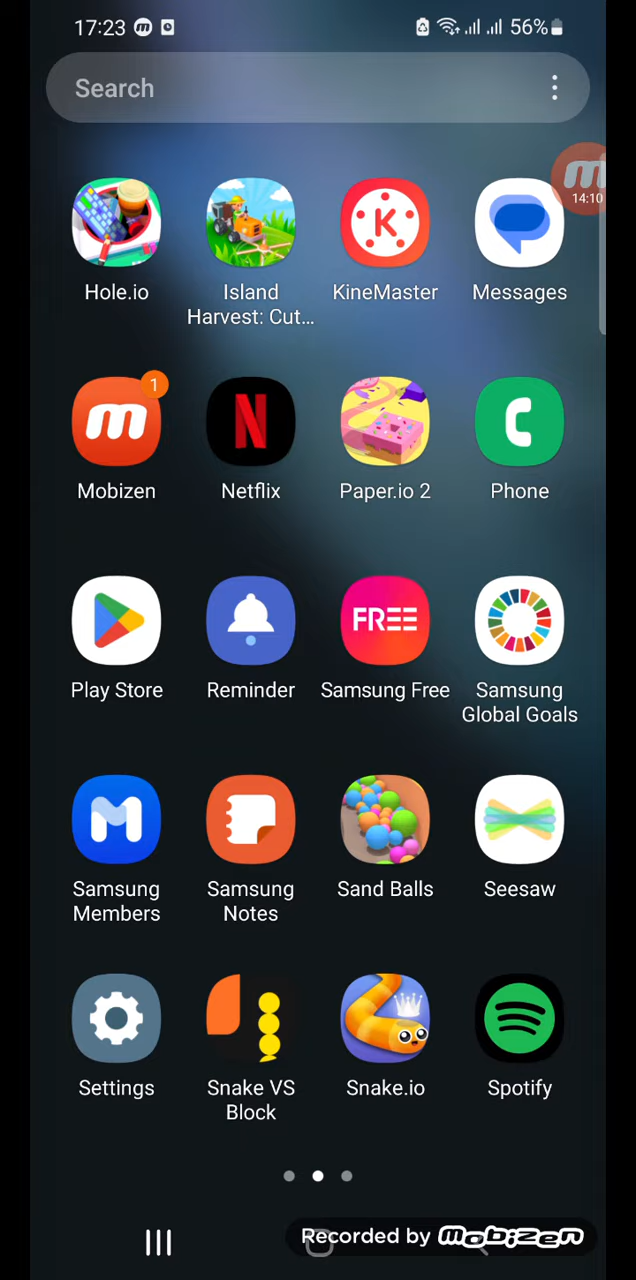 17:23
56%
Search
14:10
Hole.io
Island
Harvest: Cut...
KineMaster
Messages
1
Mobizen
Netflix
Paper.io 2
Phone
FREE
Play Store
Reminder
Samsung Free
Samsung
Global Goals
Samsung
Members
Samsung
Notes
Sand Balls
Seesaw
Settings
Snake VS
Block
Snake.io
Spotify
Recorded by Mobizen